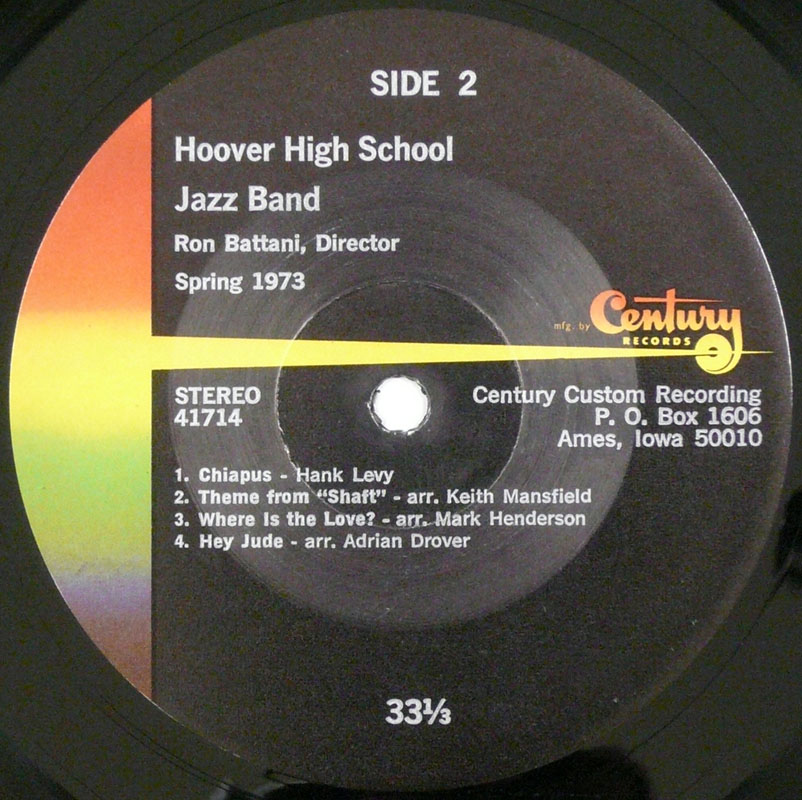 SIDE 2
Hoover High School
Jazz Band
Ron Battani, Director
Spring 1973
mfg. by Century
RECORDS
STEREO
41714
Century Custom Recording
P. O. Box 1606
Ames, Iowa 50010
1. Chiapus - Hank Levy
2. Theme from “Shaft” - arr. Keith Mansfield
3. Where Is the Love? - arr. Mark Henderson
4. Hey Jude - arr. Adrian Drover
33⅓